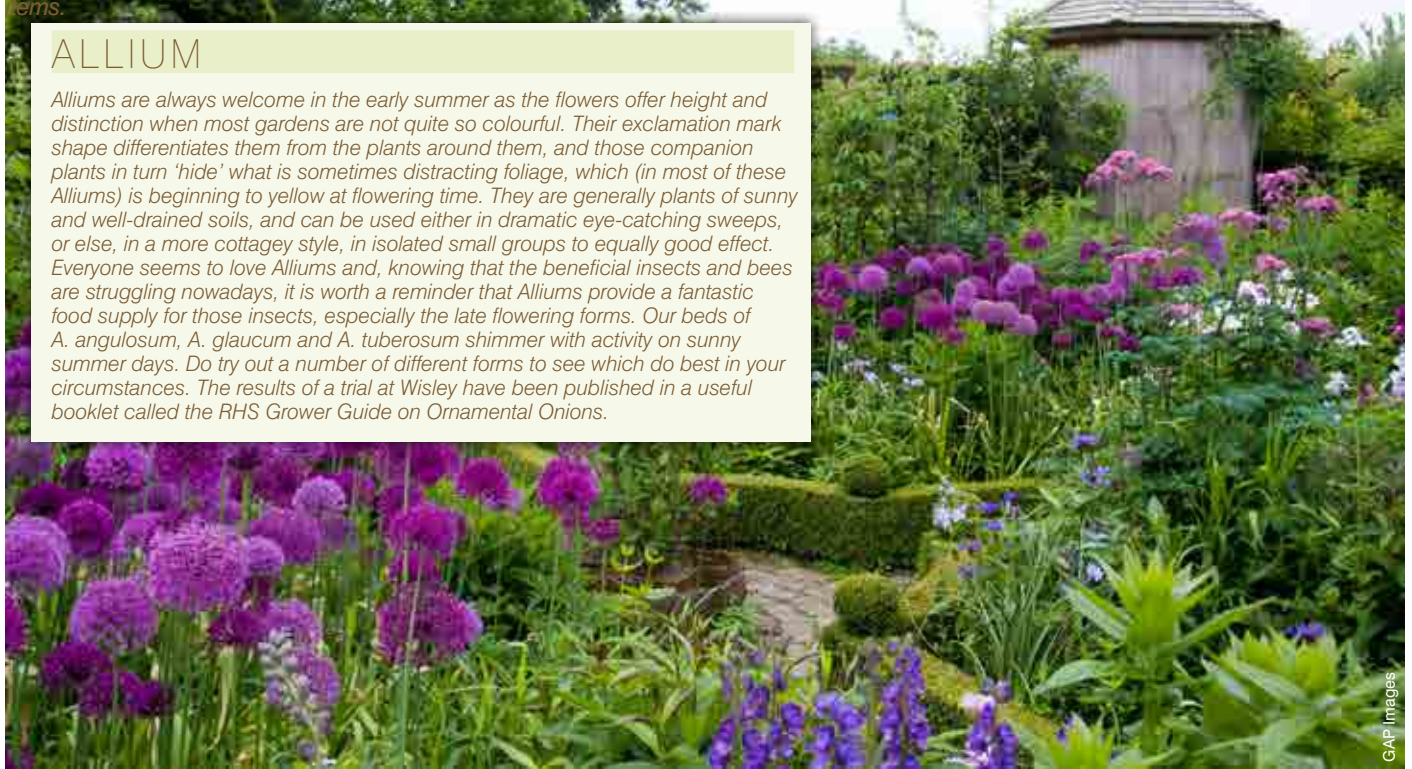 tems.
ALLIUM
Alliums are always welcome in the early summer as the flowers offer height and
distinction when most gardens are not quite so colourful. Their exclamation mark
shape differentiates them from the plants around them, and those companion
plants in turn ‘hide’ what is sometimes distracting foliage, which (in most of these
Alliums) is beginning to yellow at flowering time. They are generally plants of sunny
and well-drained soils, and can be used either in dramatic eye-catching sweeps,
or else, in a more cottagey style, in isolated small groups to equally good effect.
Everyone seems to love Alliums and, knowing that the beneficial insects and bees
are struggling nowadays, it is worth a reminder that Alliums provide a fantastic
food supply for those insects, especially the late flowering forms. Our beds of
A. angulosum, A. glaucum and A. tuberosum shimmer with activity on sunny
summer days. Do try out a number of different forms to see which do best in your
circumstances. The results of a trial at Wisley have been published in a useful
booklet called the RHS Grower Guide on Ornamental Onions.
GAP Images